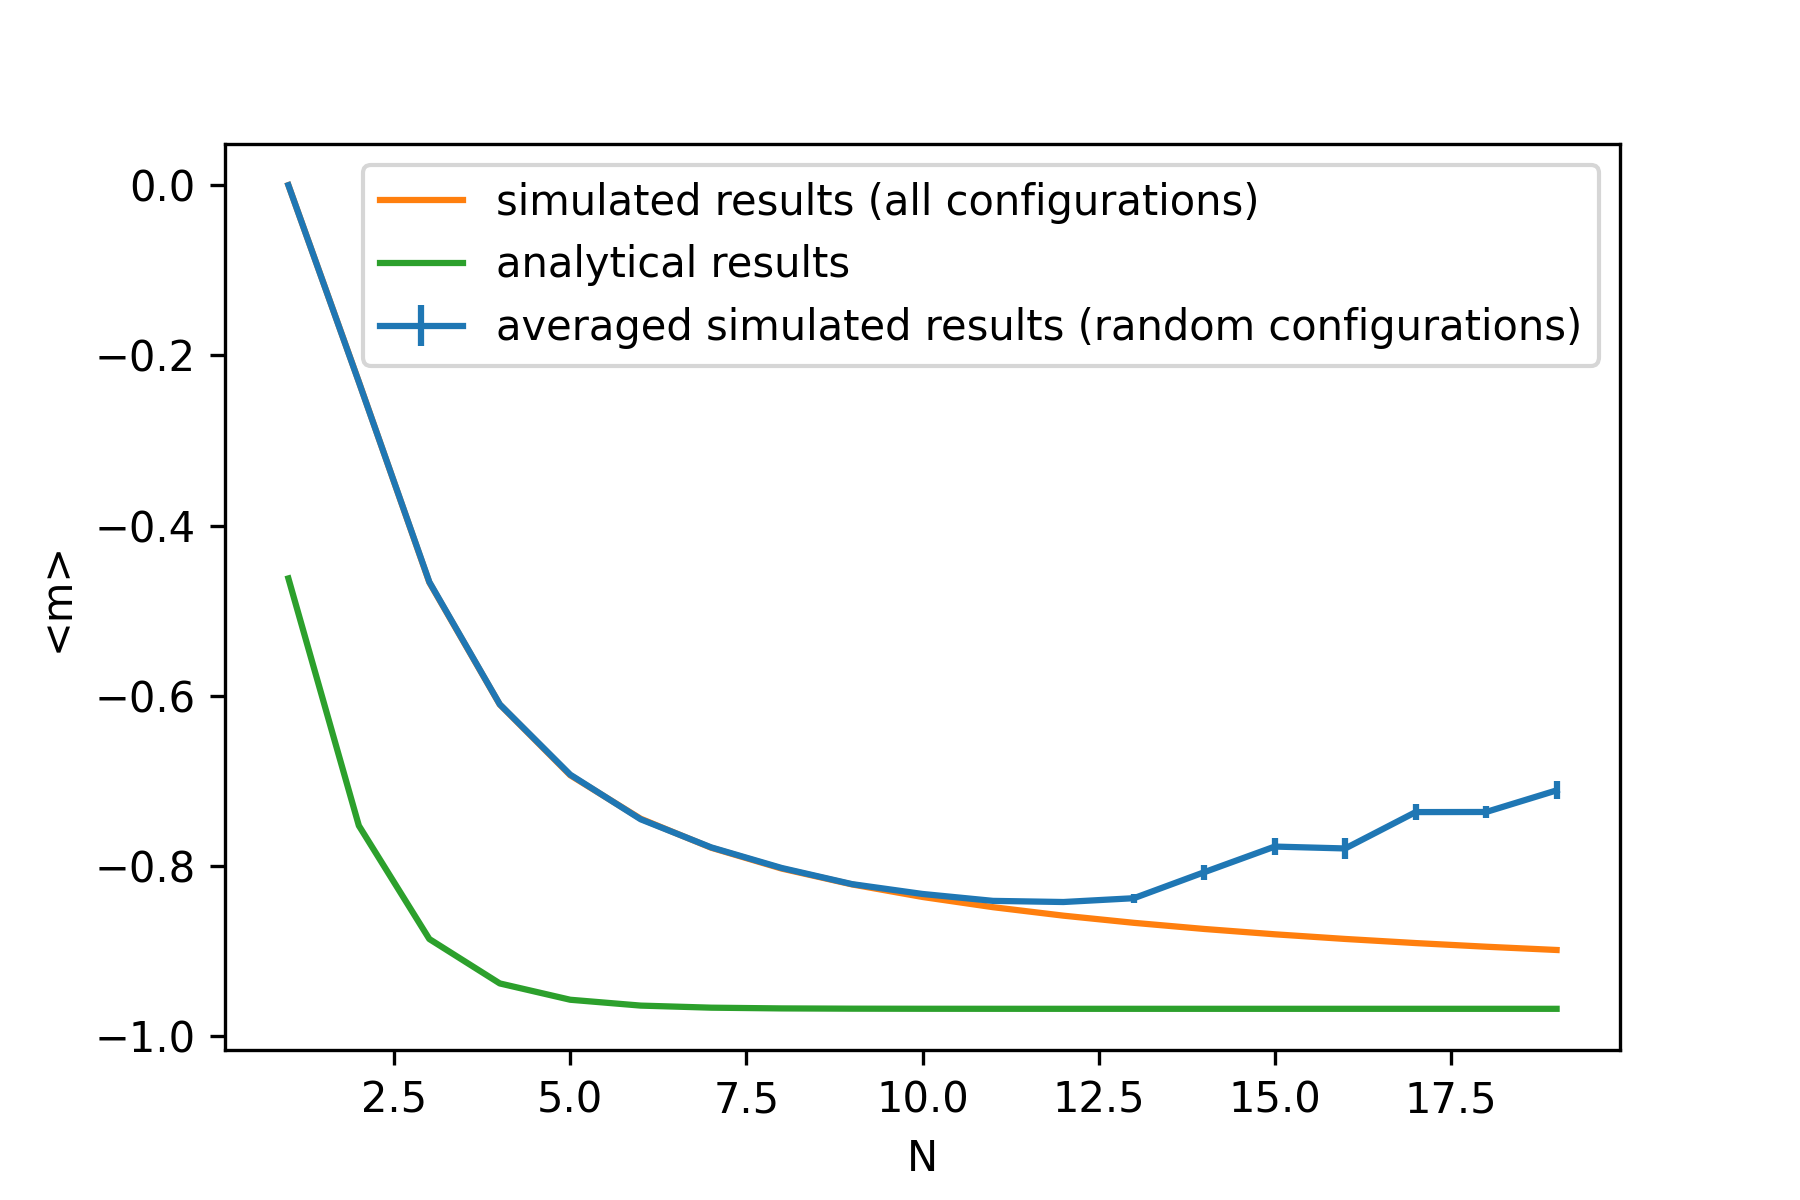 simulated results (all configurations)
analytical results
averaged simulated results (random configurations)
0.0
−0.2
−0.4
−0.6
−0.8
−1.0
<m>
2.5 5.0 7.5 10.0 12.5 15.0 17.5
N